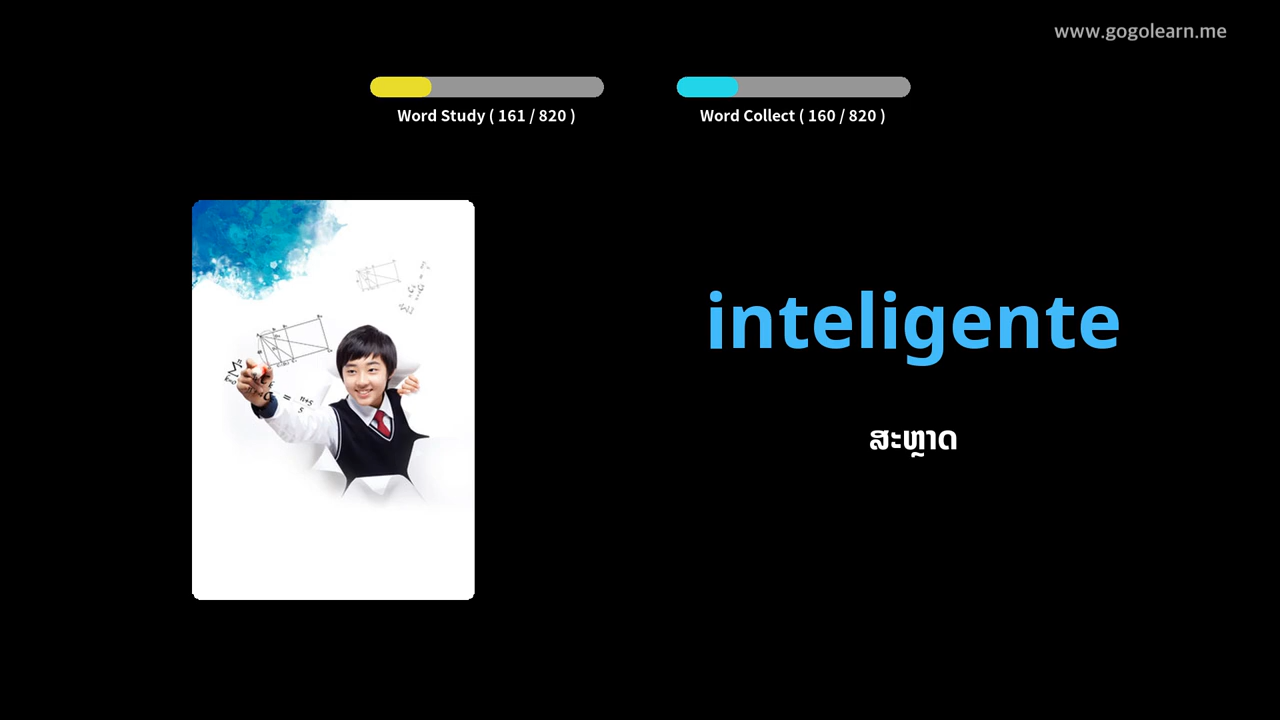 www.gogolearn.me
Word Study ( 161 / 820 )
Word Collect ( 160 / 820 )
inteligente
ສະຫຼາດ